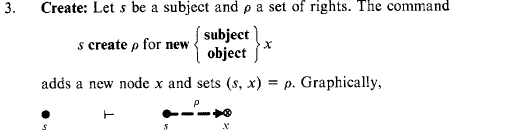 3. Create: Let s be a subject and ρ a set of rights. The command
s create ρ for new { subject
object } x
adds a new node x and sets (s, x) = ρ. Graphically,
ρ
⊢
s s x